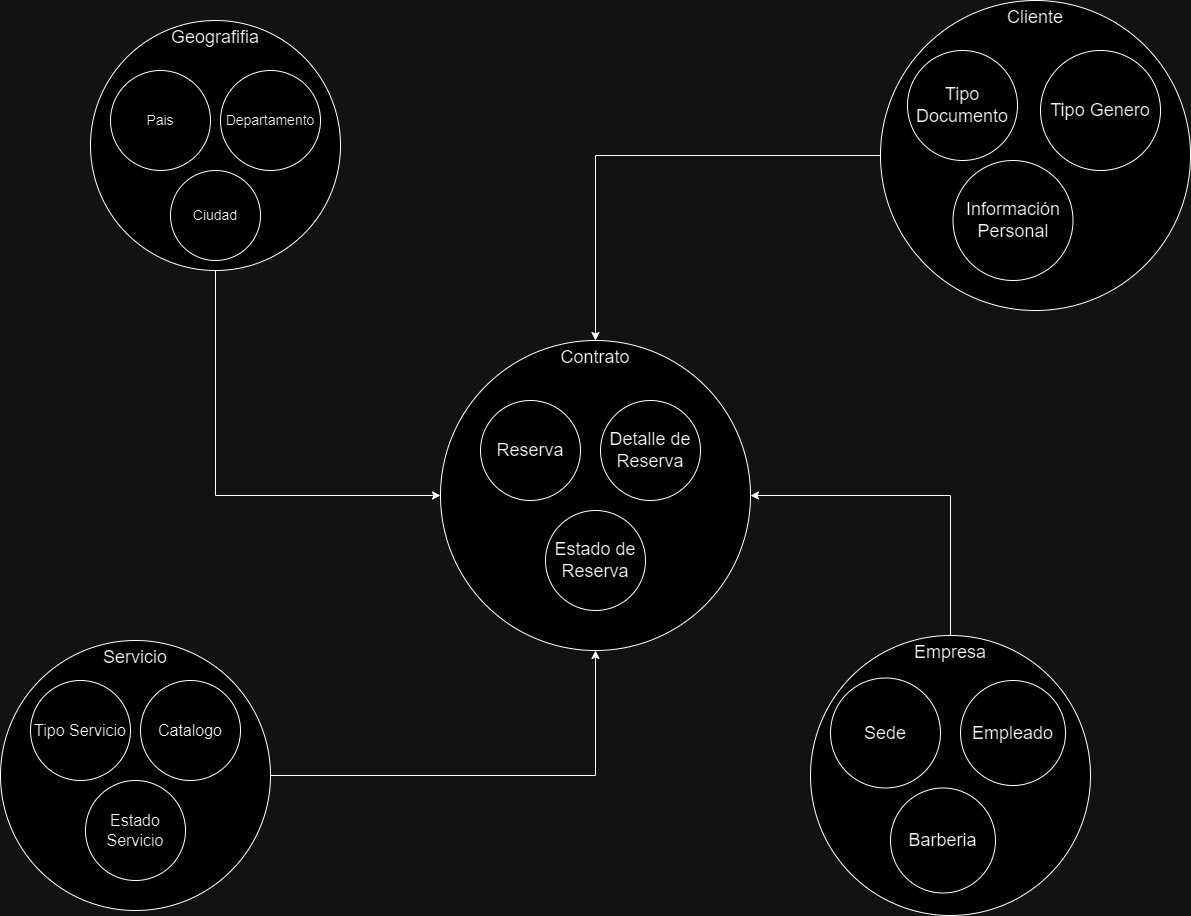 Geografifia
Pais
Departamento
Ciudad
Cliente
Tipo
Documento
Tipo Genero
Información
Personal
Contrato
Reserva
Detalle de
Reserva
Estado de
Reserva
Servicio
Tipo Servicio
Catalogo
Estado
Servicio
Empresa
Sede
Empleado
Barberia